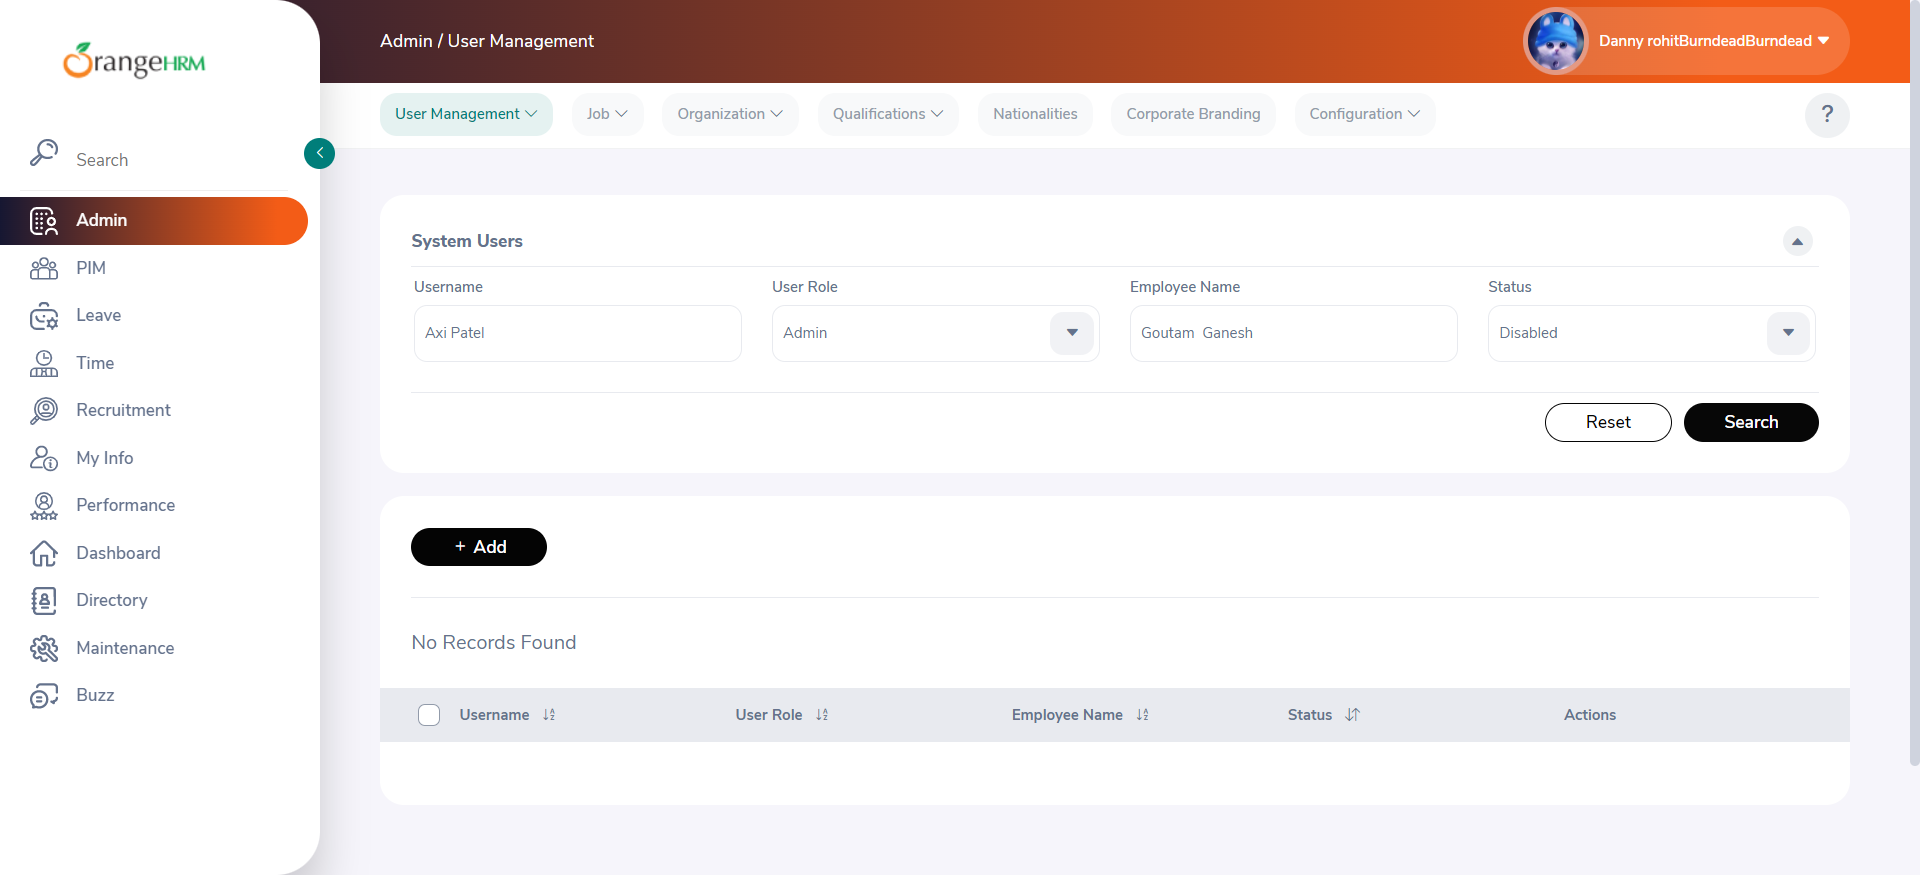 OrangeHRM
Admin / User Management
Danny rohitBurndeadBurndead
User Management
Job
Organization
Qualifications
Nationalities
Corporate Branding
Configuration
?
Search
Admin
PIM
Leave
Time
Recruitment
My Info
Performance
Dashboard
Directory
Maintenance
Buzz
System Users
Username
User Role
Employee Name
Status
Axi Patel
Admin
Goutam  Ganesh
Disabled
Reset
Search
+ Add
No Records Found
Username
User Role
Employee Name
Status
Actions